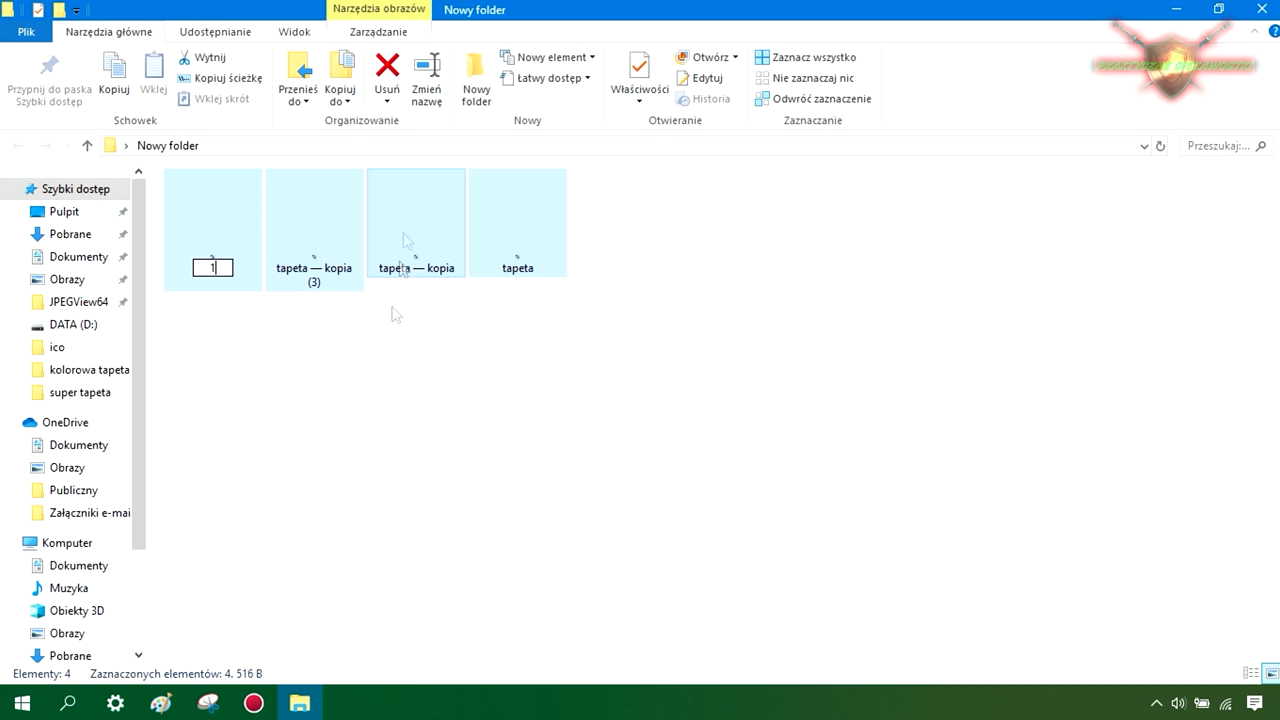 Narzędzia obrazów
Nowy folder
Plik
Narzędzia główne
Udostępnianie
Widok
Zarządzanie
Przypnij do paska
Szybki dostęp
Kopiuj
Wklej
Wytnij
Kopiuj ścieżkę
Wklej skrót
Schowek
Przenieś
do
Kopiuj
do
Usuń
Zmień
nazwę
Organizowanie
Nowy
folder
Nowy element
Łatwy dostęp
Nowy
Właściwości
Otwórz
Edytuj
Historia
Otwieranie
Zaznacz wszystko
Nie zaznaczaj nic
Odwróć zaznaczenie
Zaznaczanie
Nowy folder
Przeszukaj:...
Szybki dostęp
Pulpit
Pobrane
Dokumenty
Obrazy
JPEGView64
DATA (D:)
ico
kolorowa tapeta
super tapeta
OneDrive
Dokumenty
Obrazy
Publiczny
Załączniki e-mai
Komputer
Dokumenty
Muzyka
Obiekty 3D
Obrazy
Pobrane
1
tapeta — kopia
(3)
tapeta — kopia
tapeta
Elementy: 4
Zaznaczonych elementów: 4. 516 B